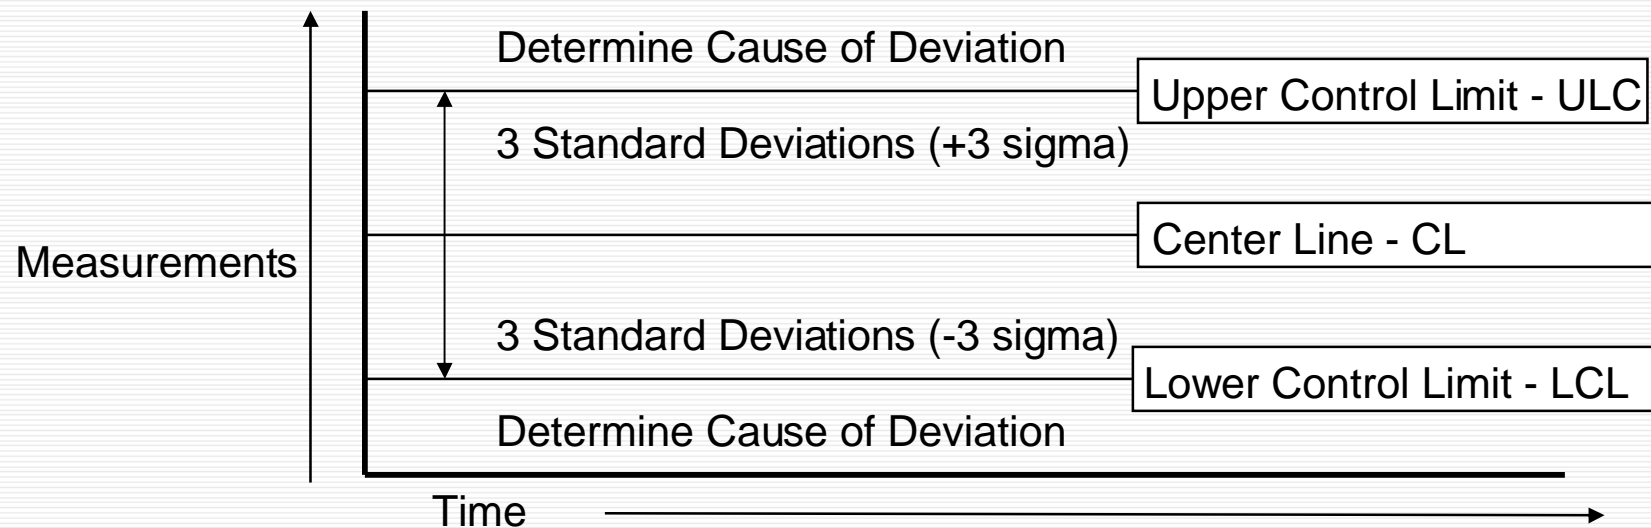 Determine Cause of Deviation
Upper Control Limit - ULC
3 Standard Deviations (+3 sigma)
Center Line - CL
Measurements
3 Standard Deviations (-3 sigma)
Lower Control Limit - LCL
Determine Cause of Deviation
Time